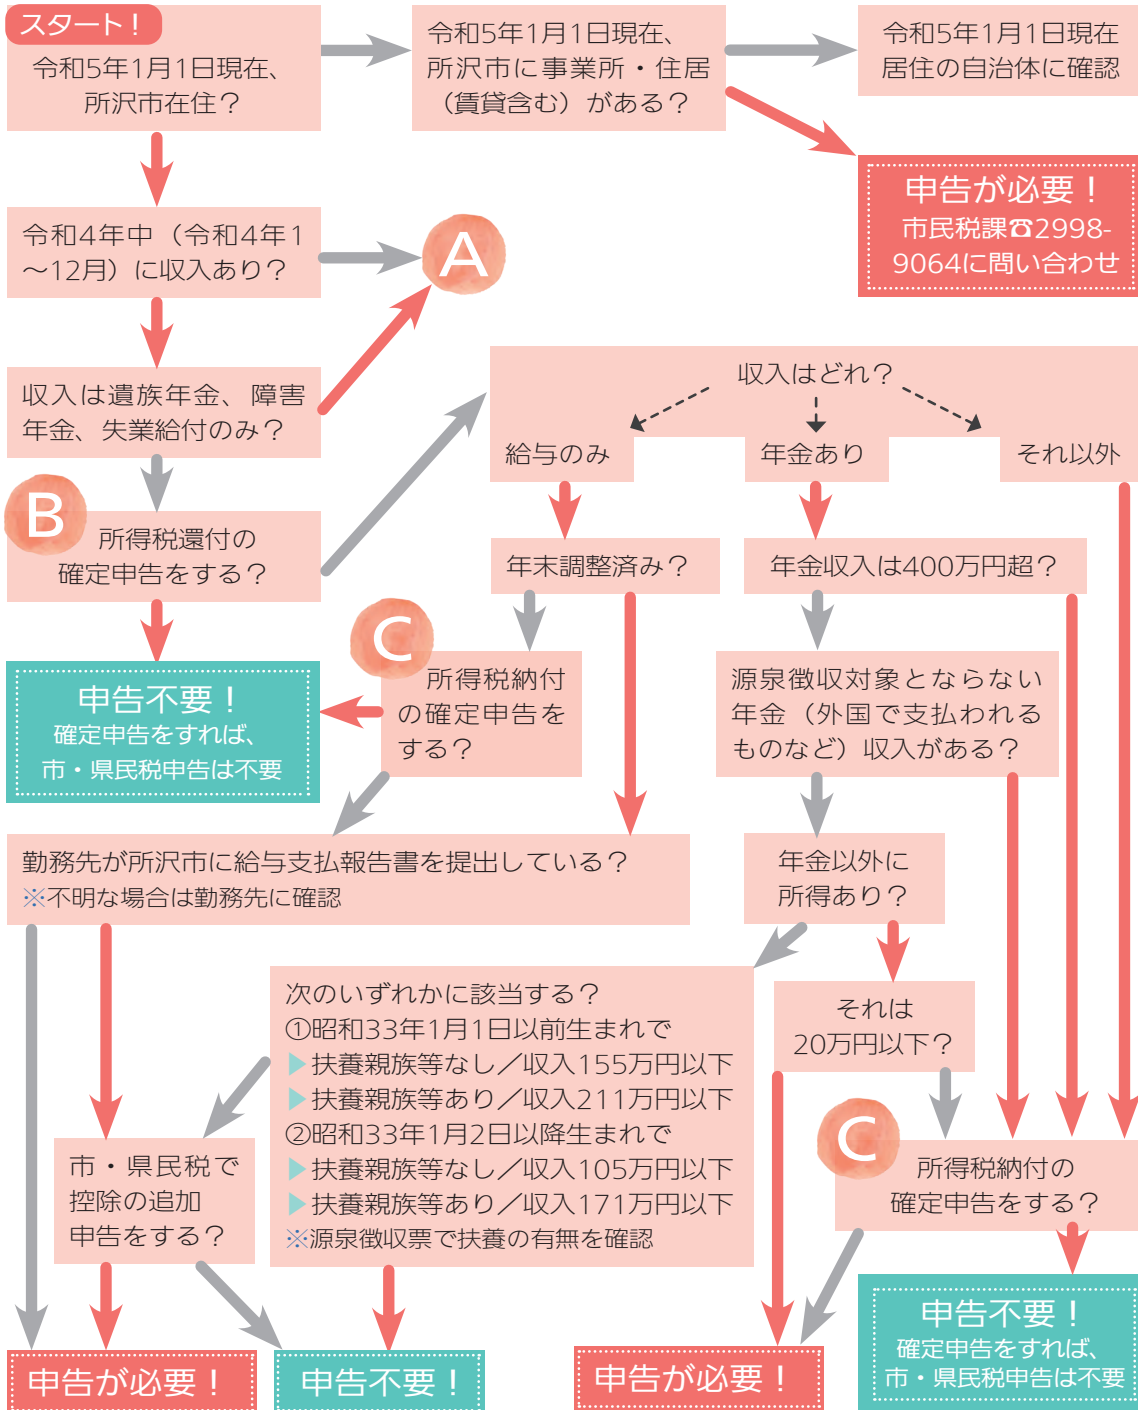 スタート！
令和5年1月1日現在、
所沢市在住？
令和5年1月1日現在、
所沢市に事業所・住居
（賃貸含む）がある？
令和5年1月1日現在
居住の自治体に確認
申告が必要！
市民税課☎2998-
9064に問い合わせ
令和4年中（令和4年1
～12月）に収入あり？
A
収入は遺族年金、障害
年金、失業給付のみ？
収入はどれ？
給与のみ
年金あり
それ以外
B
所得税還付の
確定申告をする？
年末調整済み？
年金収入は400万円超？
申告不要！
確定申告をすれば、
市・県民税申告は不要
C
所得税納付
の確定申告を
する？
源泉徴収対象とならない
年金（外国で支払われる
ものなど）収入がある？
勤務先が所沢市に給与支払報告書を提出している？
※不明な場合は勤務先に確認
年金以外に
所得あり？
次のいずれかに該当する？
①昭和33年1月1日以前生まれで
▶扶養親族等なし／収入155万円以下
▶扶養親族等あり／収入211万円以下
②昭和33年1月2日以降生まれで
▶扶養親族等なし／収入105万円以下
▶扶養親族等あり／収入171万円以下
※源泉徴収票で扶養の有無を確認
それは
20万円以下？
市・県民税で
控除の追加
申告をする？
C
所得税納付の
確定申告をする？
申告が必要！
申告不要！
申告が必要！
申告不要！
確定申告をすれば、
市・県民税申告は不要